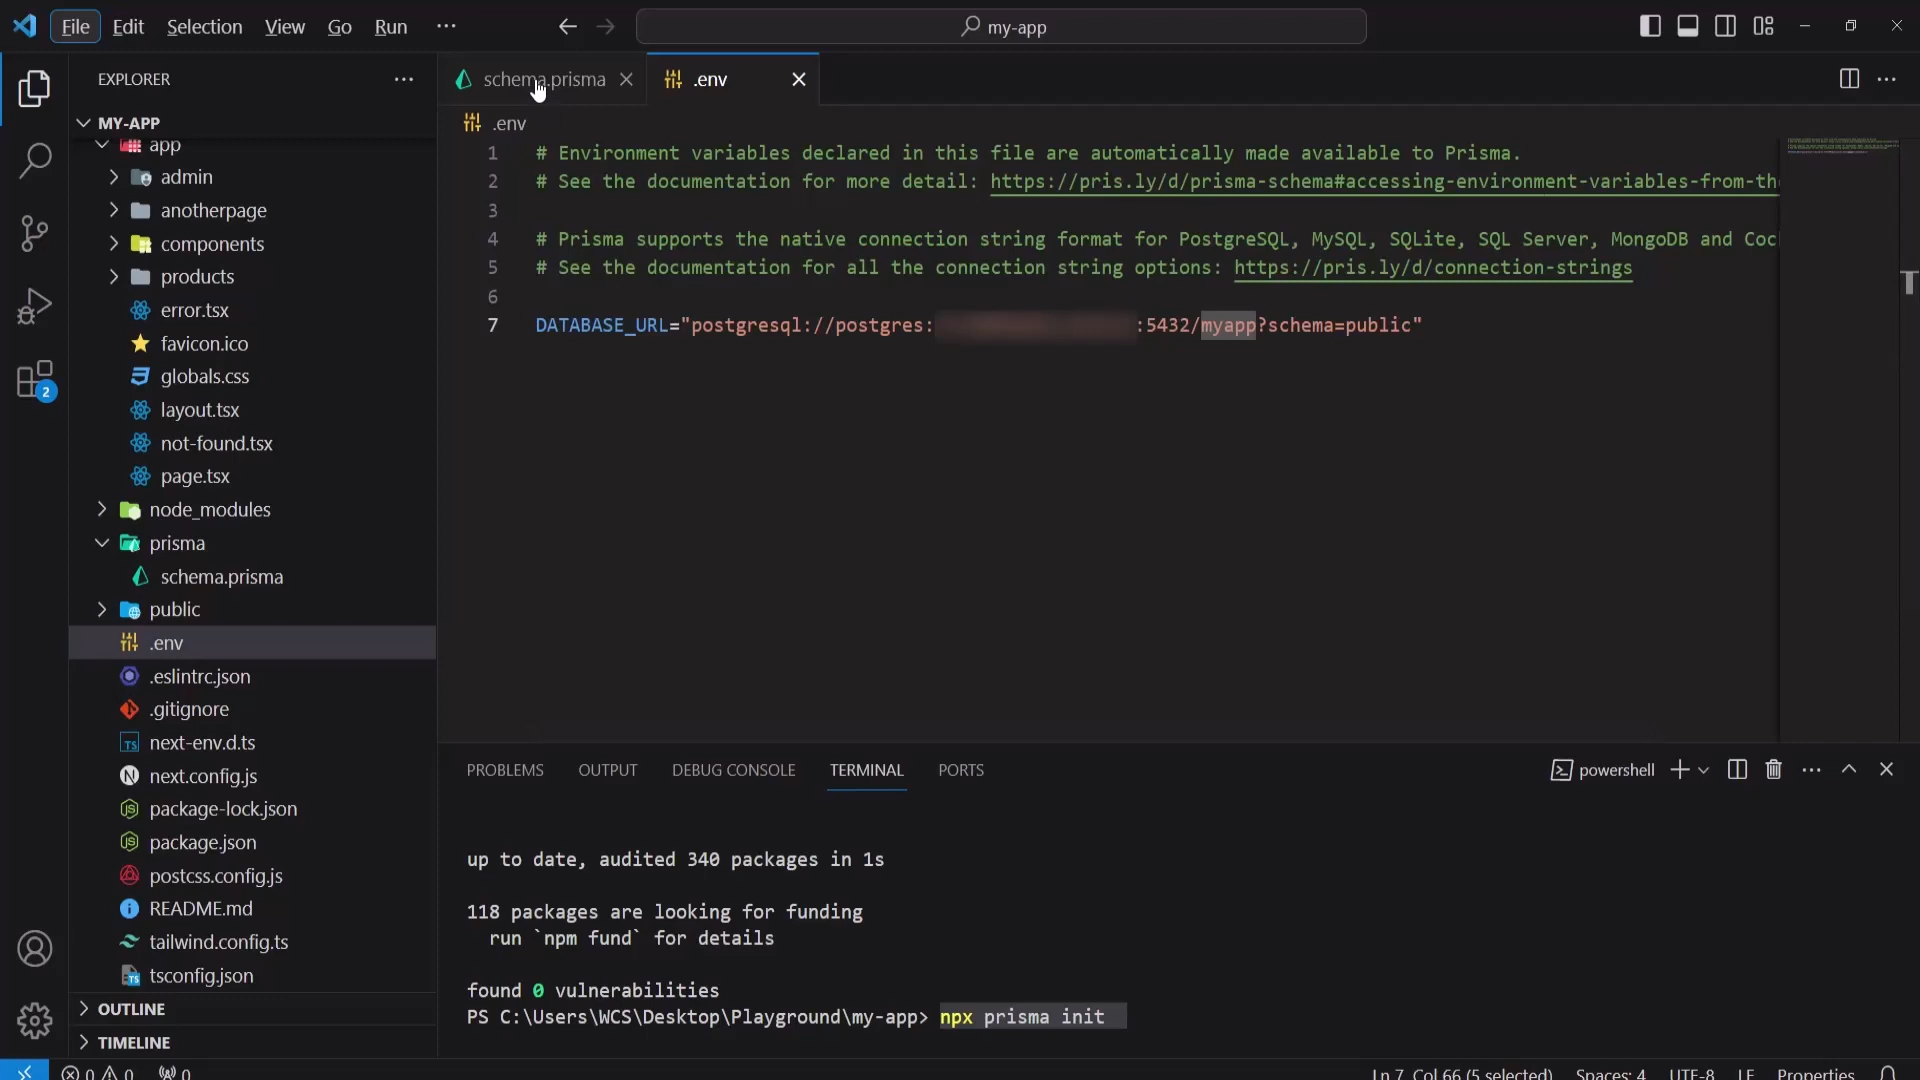 File Edit Selection View Go Run ···
my-app
EXPLORER
MY-APP
app
admin
anotherpage
components
products
error.tsx
favicon.ico
globals.css
layout.tsx
not-found.tsx
page.tsx
node_modules
prisma
schema.prisma
public
.env
.eslintrc.json
.gitignore
next-env.d.ts
next.config.js
package-lock.json
package.json
postcss.config.js
README.md
tailwind.config.ts
tsconfig.json
OUTLINE
TIMELINE
2
schema.prisma
.env
.env
1 # Environment variables declared in this file are automatically made available to Prisma.
2 # See the documentation for more detail: https://pris.ly/d/prisma-schema#accessing-environment-variables-from-the
3
4 # Prisma supports the native connection string format for PostgreSQL, MySQL, SQLite, SQL Server, MongoDB and Coc
5 # See the documentation for all the connection string options: https://pris.ly/d/connection-strings
6
7 DATABASE_URL="postgresql://postgres: :5432/myapp?schema=public"
PROBLEMS OUTPUT DEBUG CONSOLE TERMINAL PORTS
powershell
up to date, audited 340 packages in 1s
118 packages are looking for funding
run `npm fund` for details
found 0 vulnerabilities
PS C:\Users\WCS\Desktop\Playground\my-app> npx prisma init
0 0 0
Ln 7, Col 66 (5 selected) Spaces: 4 UTF-8 LF Properties